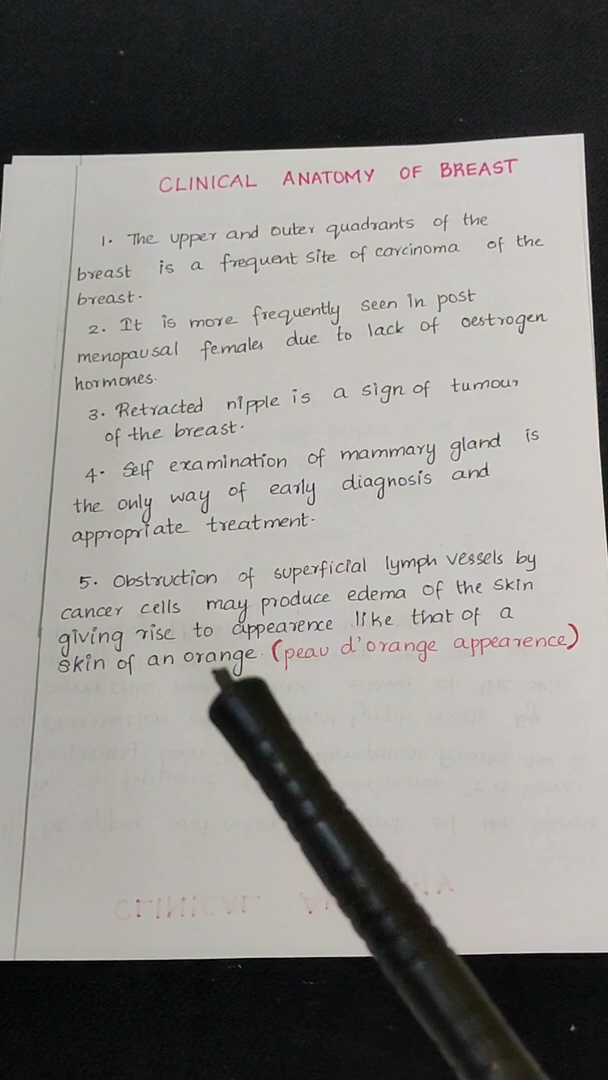 CLINICAL ANATOMY OF BREAST
1. The upper and outer quadrants of the
breast is a frequent site of carcinoma of the
breast.
2. It is more frequently seen in post
menopausal females due to lack of oestrogen
hormones.
3. Retracted nipple is a sign of tumour
of the breast.
4. Self examination of mammary gland is
the only way of early diagnosis and
appropriate treatment.
5. Obstruction of superficial lymph vessels by
cancer cells may produce edema of the skin
giving rise to appearence like that of a
skin of an orange (peau d'orange appearence)
CLINICAL